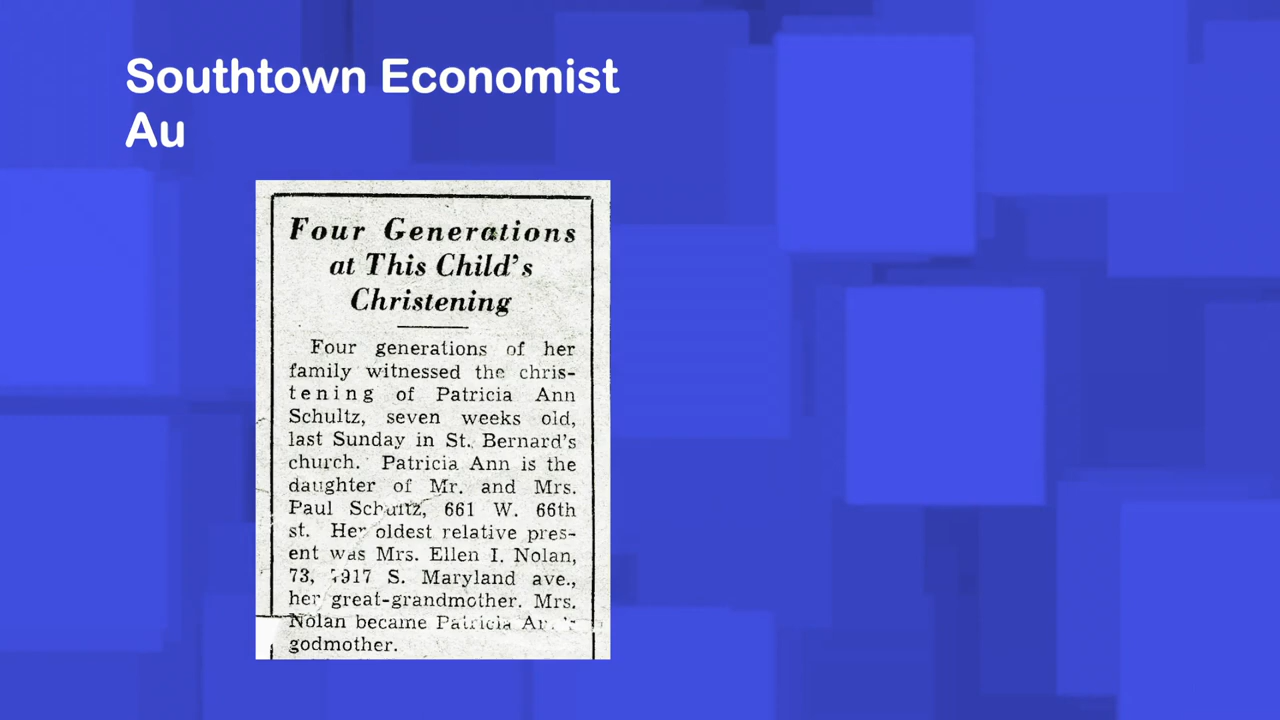 Southtown Economist
Au
Four Generations
at This Child's
Christening
Four generations of her
family witnessed the chris-
tening of Patricia Ann
Schultz, seven weeks old,
last Sunday in St. Bernard's
church. Patricia Ann is the
daughter of Mr. and Mrs.
Paul Schultz, 661 W. 66th
st. Her oldest relative pres-
ent was Mrs. Ellen I. Nolan,
73, S. Maryland ave.,
her great-grandmother. Mrs.
Nolan became Patricia
godmother.